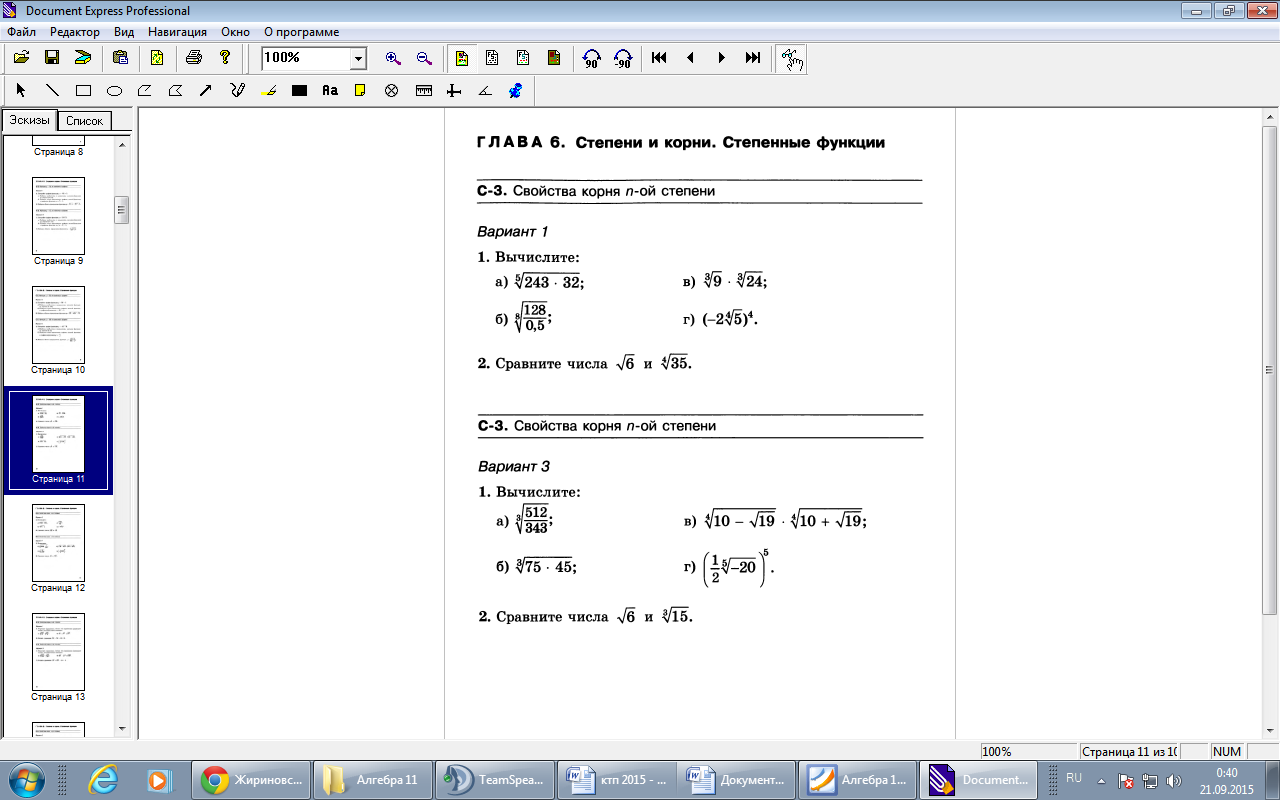 Document Express Professional
Файл Редактор Вид Навигация Окно О программе
100%
90 -90
Aa
Эскизы Список
Страница 8
Страница 9
Страница 10
Страница 11
Страница 12
Страница 13
ГЛАВА 6. Степени и корни. Степенные функции
С-3. Свойства корня n-ой степени
Вариант 1
1. Вычислите:
а) ⁵√(243 · 32); в) ³√9 · ³√24;
б) ⁸√(128/0,5); г) (–2⁴√5)⁴.
2. Сравните числа √6 и ⁴√35.
С-3. Свойства корня n-ой степени
Вариант 3
1. Вычислите:
а) ³√(512/343); в) ⁴√(10 – √19) · ⁴√(10 + √19);
б) ³√(75 · 45); г) (1/2 ⁵√–20)⁵.
2. Сравните числа √6 и ³√15.
100% Страница 11 из 10 NUM
Жириновс... Алгебра 11 TeamSpea... ктп 2015 - ... Документ... Алгебра 1... Document... RU 0:40
21.09.2015